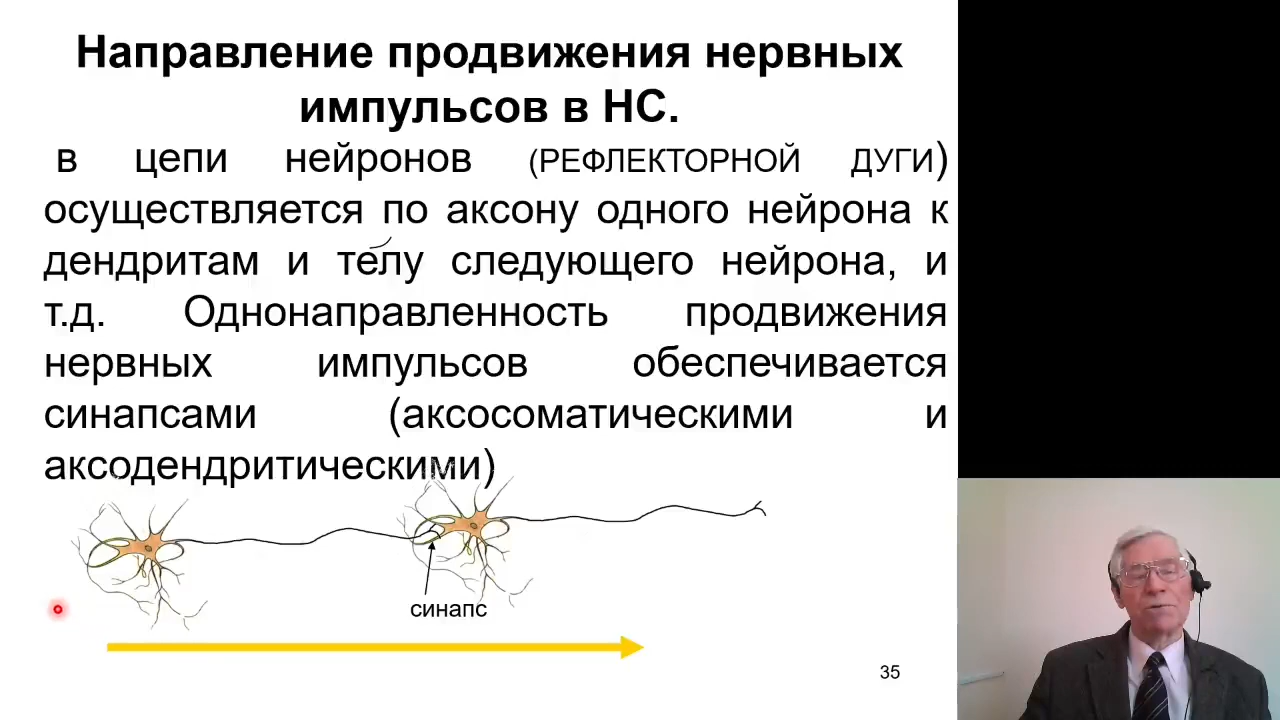 Направление продвижения нервных
импульсов в НС.
в цепи нейронов (РЕФЛЕКТОРНОЙ ДУГИ)
осуществляется по аксону одного нейрона к
дендритам и телу следующего нейрона, и
т.д. Однонаправленность продвижения
нервных импульсов обеспечивается
синапсами (аксосоматическими и
аксодендритическими)
синапс
35